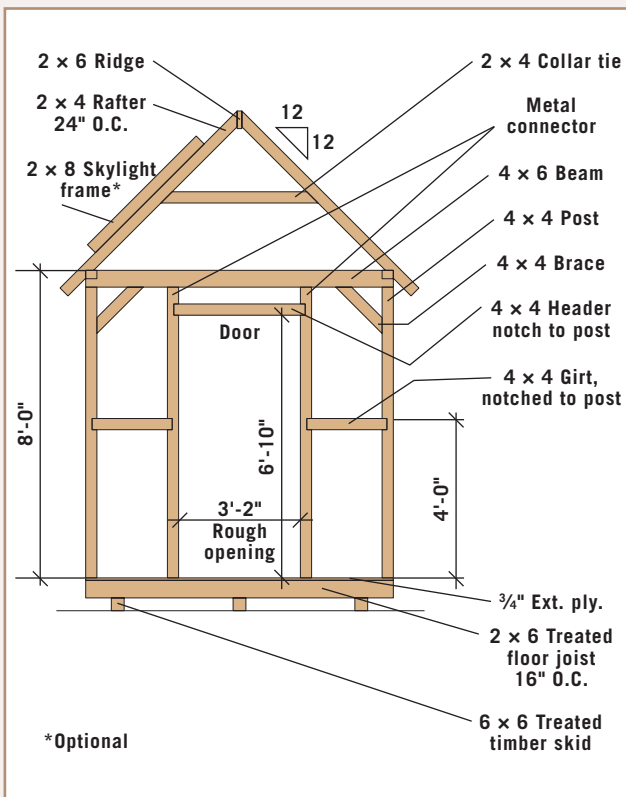 2 × 6 Ridge
2 × 4 Rafter
24" O.C.
2 × 8 Skylight
frame*
12
12
2 × 4 Collar tie
Metal
connector
4 × 6 Beam
4 × 4 Post
4 × 4 Brace
4 × 4 Header
notch to post
4 × 4 Girt,
notched to post
Door
8'-0"
6'-10"
3'-2"
Rough
opening
4'-0"
¾" Ext. ply.
2 × 6 Treated
floor joist
16" O.C.
6 × 6 Treated
timber skid
*Optional